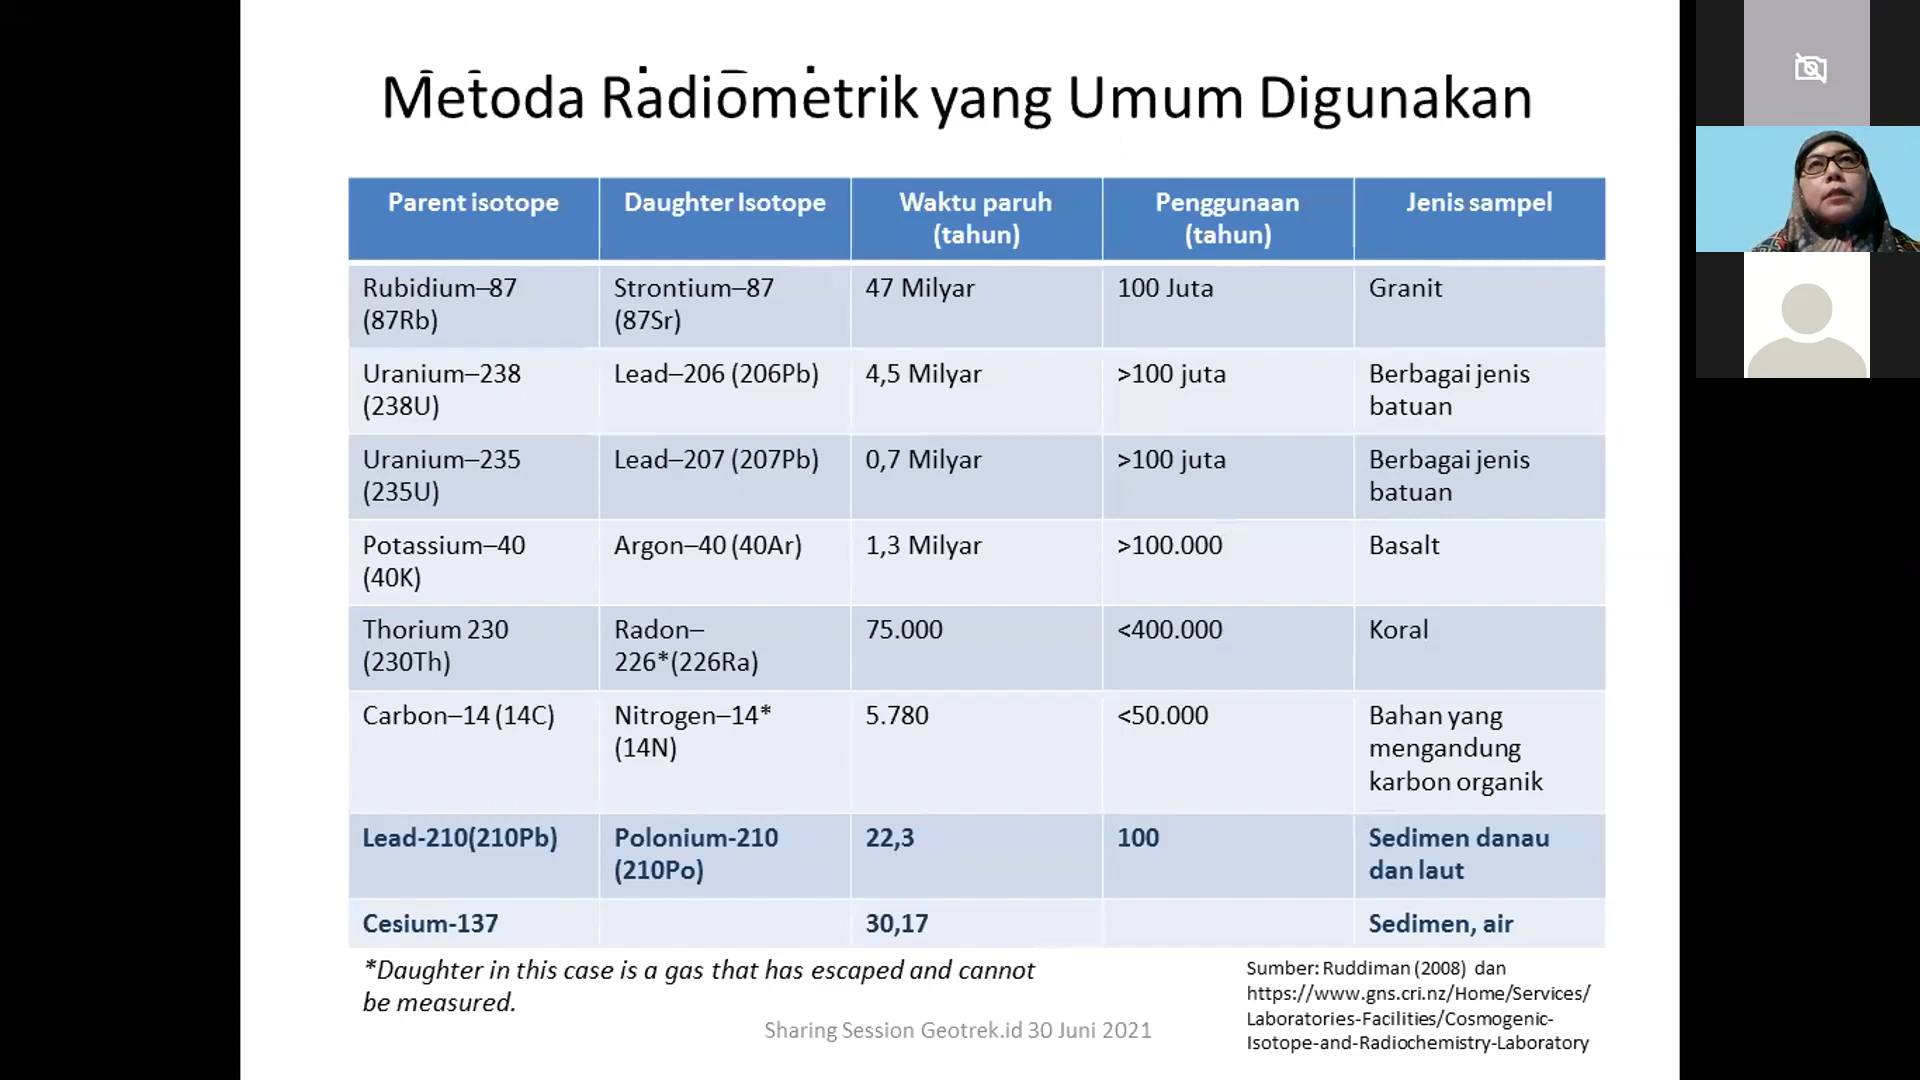 Metoda Radiometrik yang Umum Digunakan
Parent isotope
Daughter Isotope
Waktu paruh
(tahun)
Penggunaan
(tahun)
Jenis sampel
Rubidium–87
(87Rb)
Strontium–87
(87Sr)
47 Milyar
100 Juta
Granit
Uranium–238
(238U)
Lead–206 (206Pb)
4,5 Milyar
>100 juta
Berbagai jenis
batuan
Uranium–235
(235U)
Lead–207 (207Pb)
0,7 Milyar
>100 juta
Berbagai jenis
batuan
Potassium–40
(40K)
Argon–40 (40Ar)
1,3 Milyar
>100.000
Basalt
Thorium 230
(230Th)
Radon–
226*(226Ra)
75.000
<400.000
Koral
Carbon–14 (14C)
Nitrogen–14*
(14N)
5.780
<50.000
Bahan yang
mengandung
karbon organik
Lead-210(210Pb)
Polonium-210
(210Po)
22,3
100
Sedimen danau
dan laut
Cesium-137
30,17
Sedimen, air
*Daughter in this case is a gas that has escaped and cannot
be measured.
Sumber: Ruddiman (2008) dan
https://www.gns.cri.nz/Home/Services/
Laboratories-Facilities/Cosmogenic-
Isotope-and-Radiochemistry-Laboratory
Sharing Session Geotrek.id 30 Juni 2021